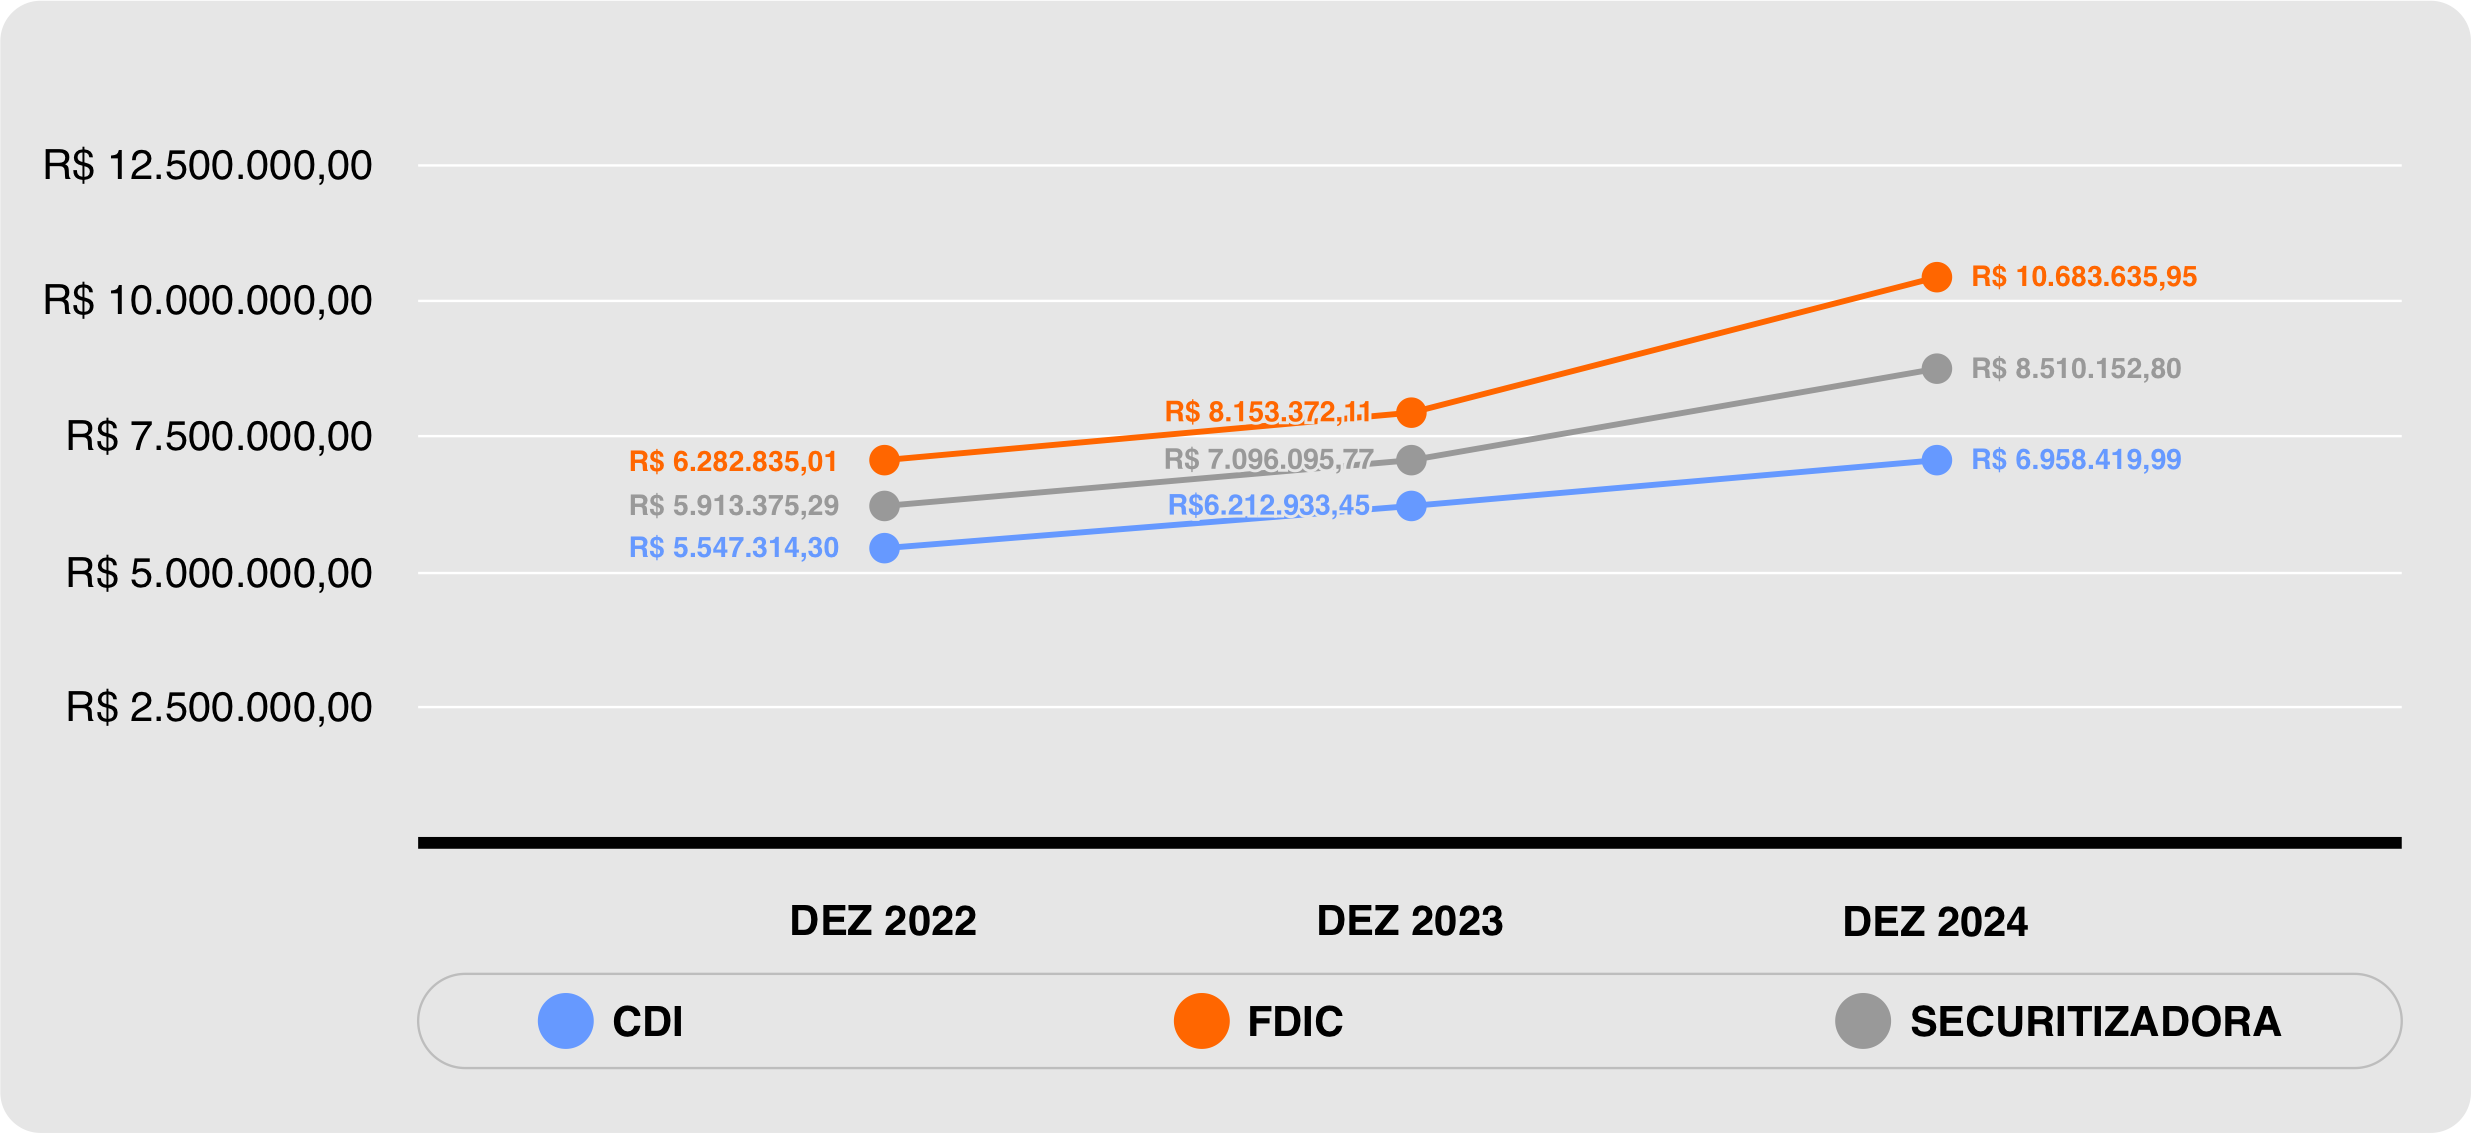 R$ 12.500.000,00
R$ 10.000.000,00
R$ 7.500.000,00
R$ 5.000.000,00
R$ 2.500.000,00
R$ 6.282.835,01
R$ 5.913.375,29
R$ 5.547.314,30
R$ 8.153.372,11
R$ 7.096.095,77
R$6.212.933,45
R$ 10.683.635,95
R$ 8.510.152,80
R$ 6.958.419,99
DEZ 2022
DEZ 2023
DEZ 2024
CDI
FDIC
SECURITIZADORA